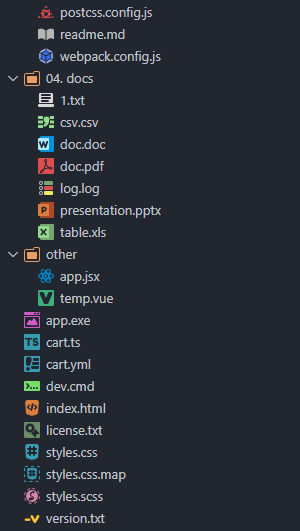 postcss.config.js
readme.md
webpack.config.js
04. docs
1.txt
csv.csv
doc.doc
doc.pdf
log.log
presentation.pptx
table.xls
other
app.jsx
temp.vue
app.exe
TS cart.ts
cart.yml
dev.cmd
index.html
license.txt
styles.css
styles.css.map
styles.scss
version.txt